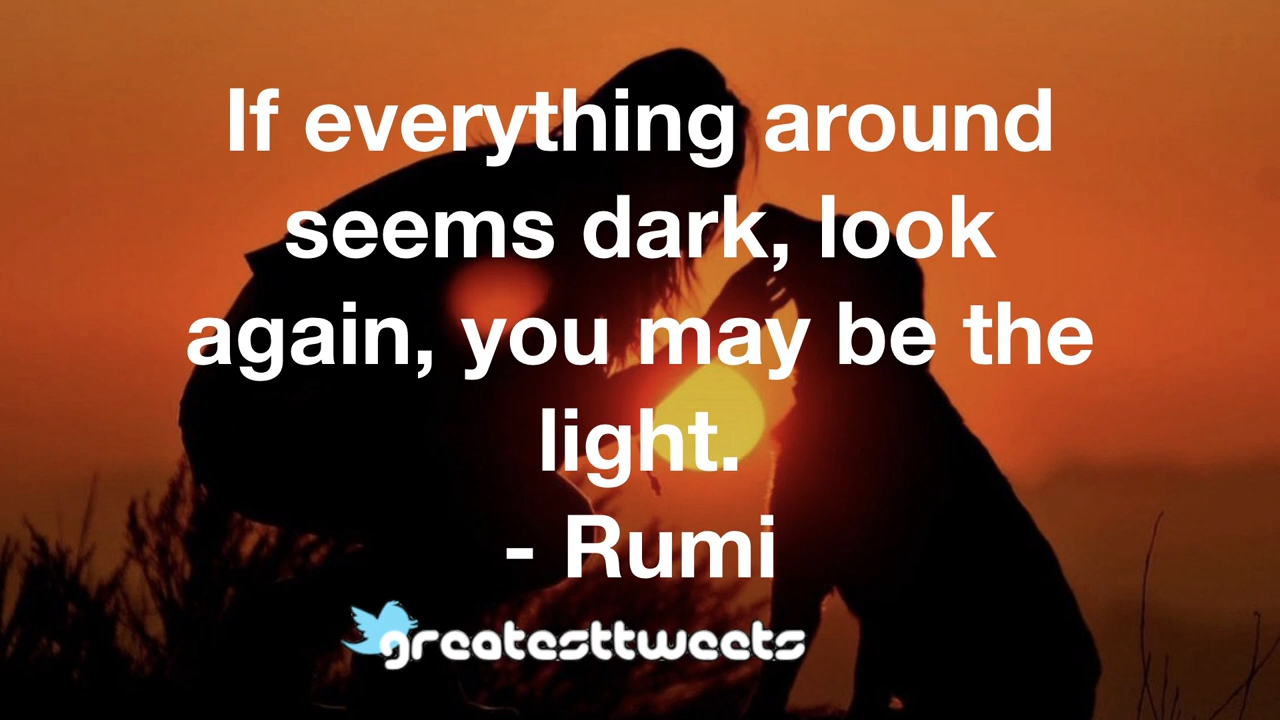 If everything around
seems dark, look
again, you may be the
light.
- Rumi
greatesttweets